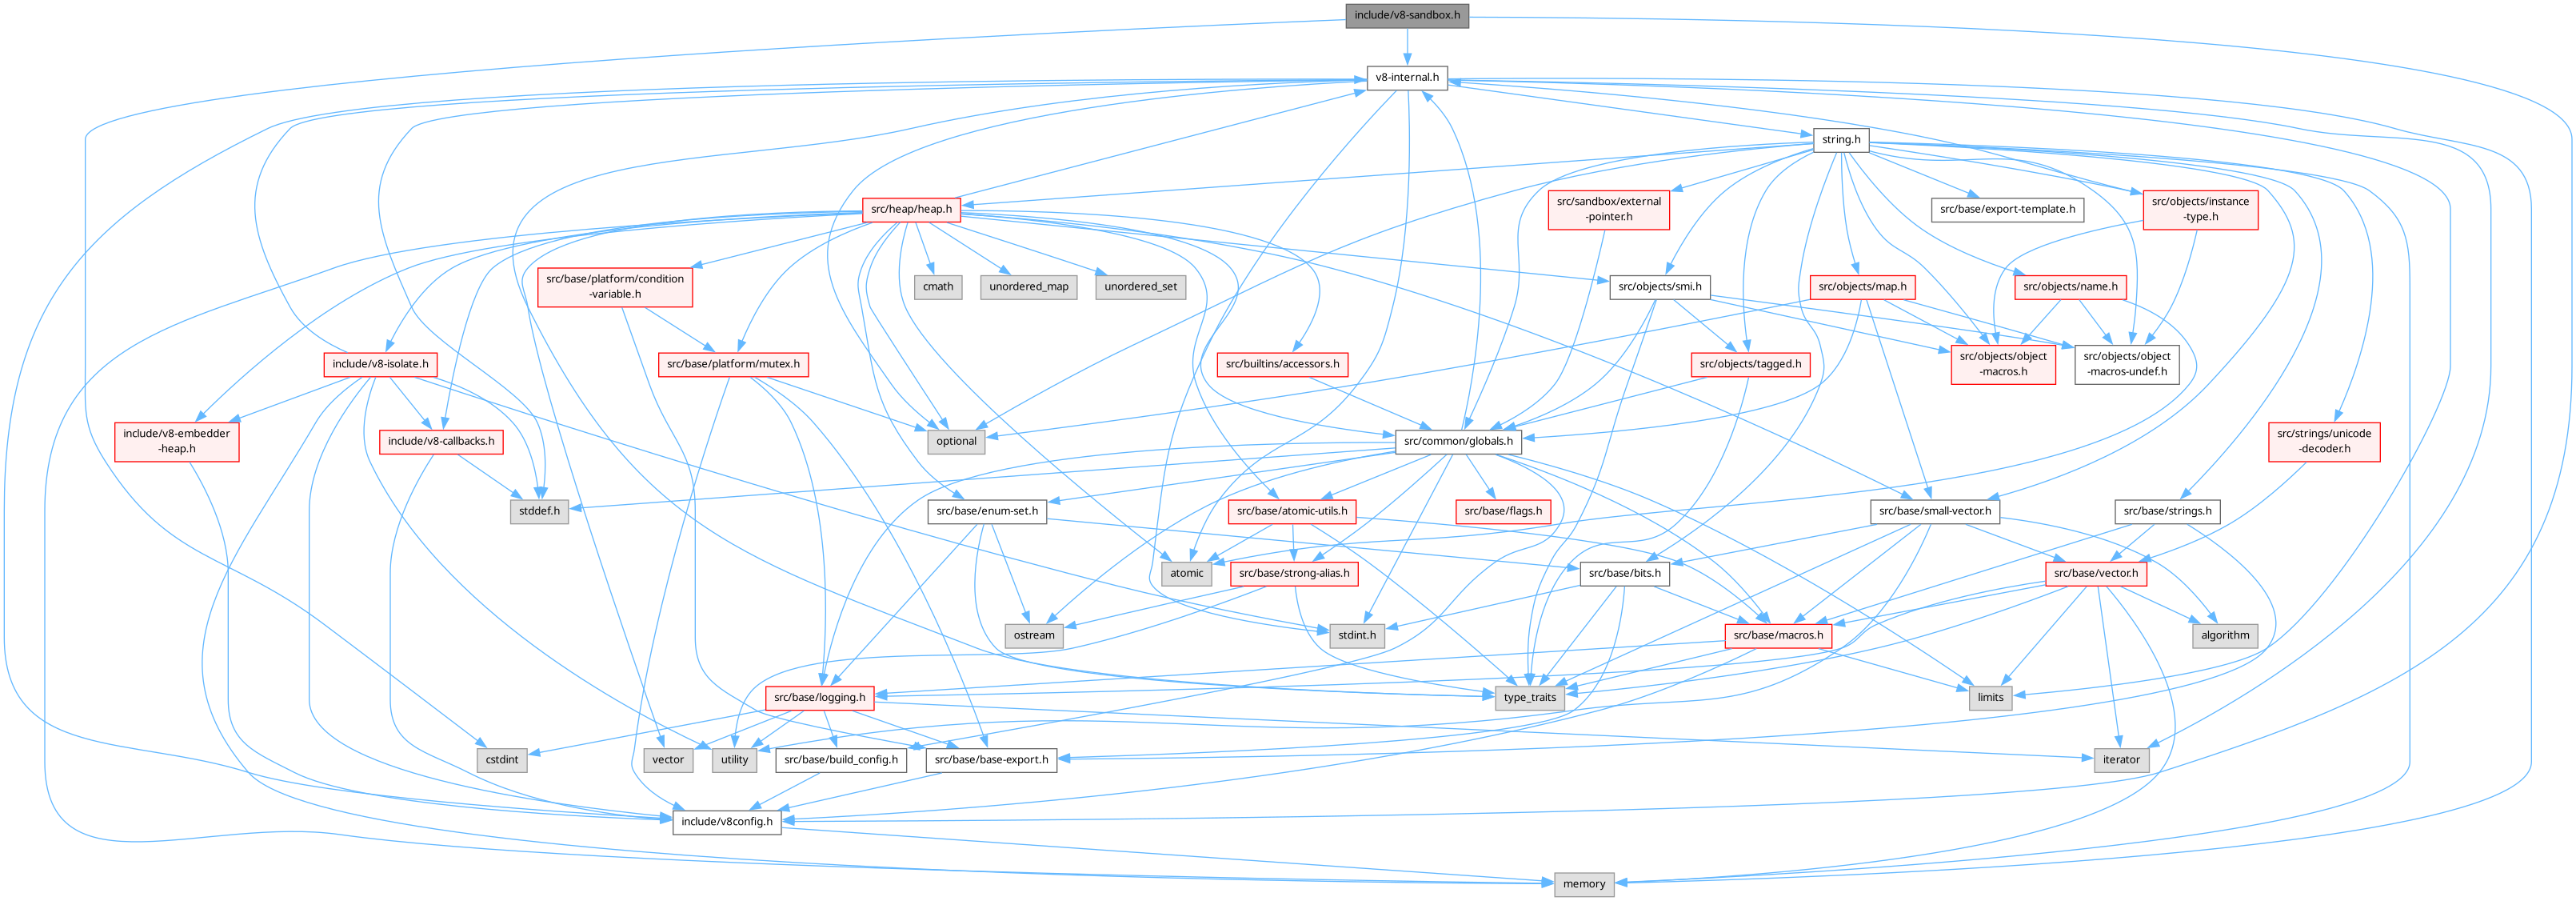 include/v8-sandbox.h
v8-internal.h
string.h
src/heap/heap.h
src/sandbox/external
-pointer.h
src/base/export-template.h
src/objects/instance
-type.h
src/base/platform/condition
-variable.h
cmath
unordered_map
unordered_set
src/objects/smi.h
src/objects/map.h
src/objects/name.h
include/v8-isolate.h
src/base/platform/mutex.h
src/builtins/accessors.h
src/objects/tagged.h
src/objects/object
-macros.h
src/objects/object
-macros-undef.h
include/v8-embedder
-heap.h
include/v8-callbacks.h
optional
src/common/globals.h
src/strings/unicode
-decoder.h
stddef.h
src/base/enum-set.h
src/base/atomic-utils.h
src/base/flags.h
src/base/small-vector.h
src/base/strings.h
atomic
src/base/strong-alias.h
src/base/bits.h
src/base/vector.h
ostream
stdint.h
src/base/macros.h
algorithm
src/base/logging.h
type_traits
limits
cstdint
vector
utility
src/base/build_config.h
src/base/base-export.h
iterator
include/v8config.h
memory